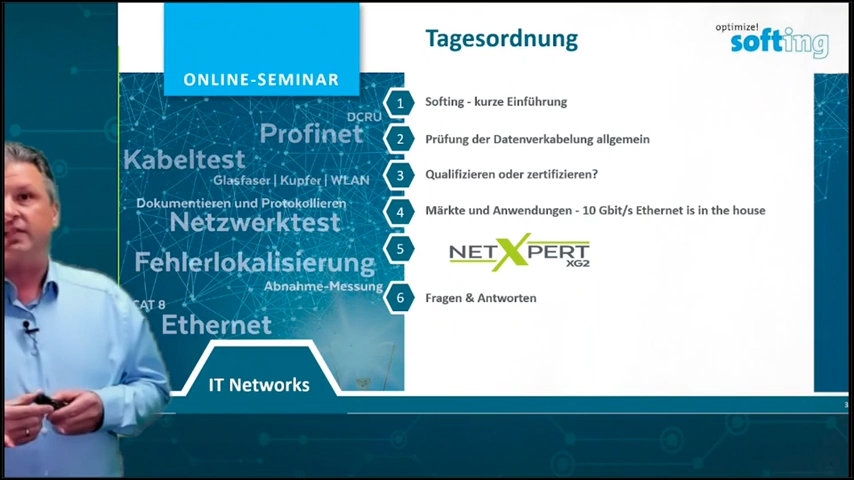 Tagesordnung
optimize!
softing
ONLINE-SEMINAR
1 Softing - kurze Einführung
2 Prüfung der Datenverkabelung allgemein
3 Qualifizieren oder zertifizieren?
4 Märkte und Anwendungen - 10 Gbit/s Ethernet is in the house
5 NETXPERT
XG2
6 Fragen & Antworten
DCRU
Profinet
Kabeltest
Glasfaser | Kupfer | WLAN
Dokumentieren und Protokollieren
Netzwerktest
Fehlerlokalisierung
Abnahme-Messung
CAT 8
Ethernet
IT Networks
3